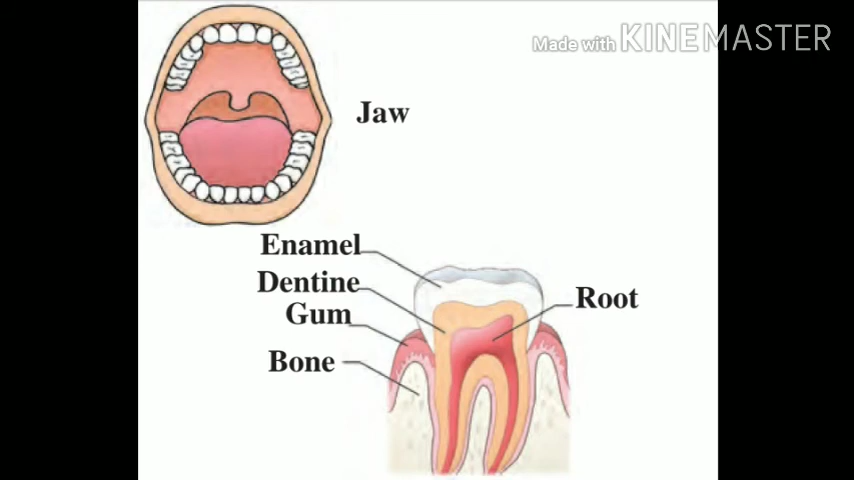 Made with KINEMASTER
Jaw
Enamel
Dentine
Gum
Bone
Root